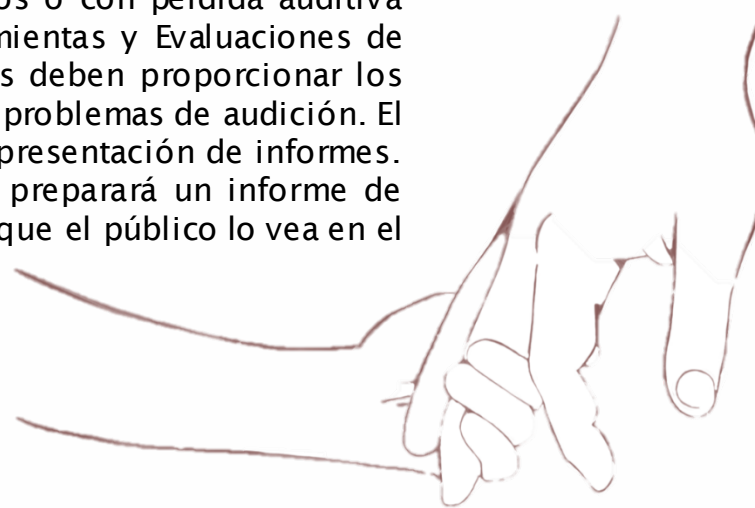 os o con pérdida auditiva
mientas y Evaluaciones de
s deben proporcionar los
problemas de audición. El
presentación de informes.
preparará un informe de
que el público lo vea en el